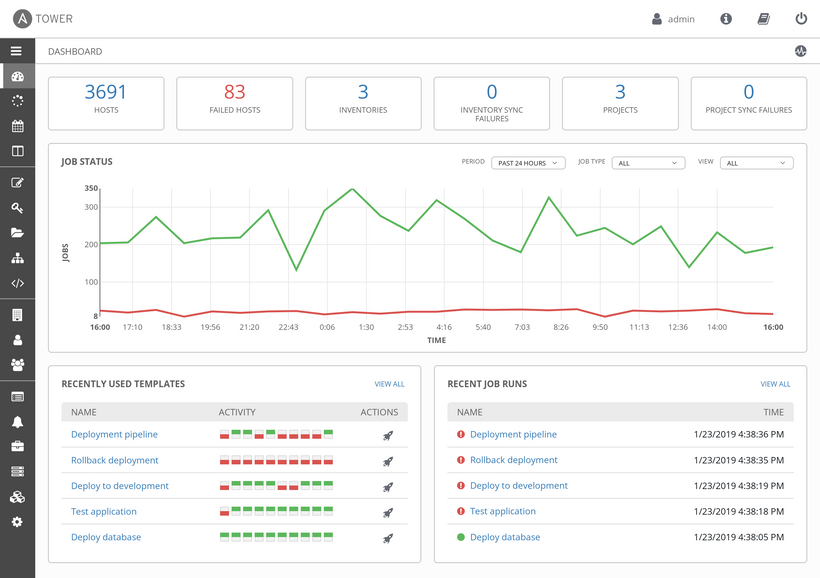 A TOWER
admin
DASHBOARD
3691
HOSTS
83
FAILED HOSTS
3
INVENTORIES
0
INVENTORY SYNC
FAILURES
3
PROJECTS
0
PROJECT SYNC FAILURES
JOB STATUS
PERIOD PAST 24 HOURS JOB TYPE ALL VIEW ALL
350
300
200
100
8
JOBS
16:00 17:10 18:33 19:56 21:20 22:43 0:06 1:30 2:53 4:16 5:40 7:03 8:26 9:50 11:13 12:36 14:00 16:00
TIME
RECENTLY USED TEMPLATES VIEW ALL
NAME ACTIVITY ACTIONS
Deployment pipeline
Rollback deployment
Deploy to development
Test application
Deploy database
RECENT JOB RUNS VIEW ALL
NAME TIME
Deployment pipeline 1/23/2019 4:38:36 PM
Rollback deployment 1/23/2019 4:38:35 PM
Deploy to development 1/23/2019 4:38:19 PM
Test application 1/23/2019 4:38:18 PM
Deploy database 1/23/2019 4:38:05 PM